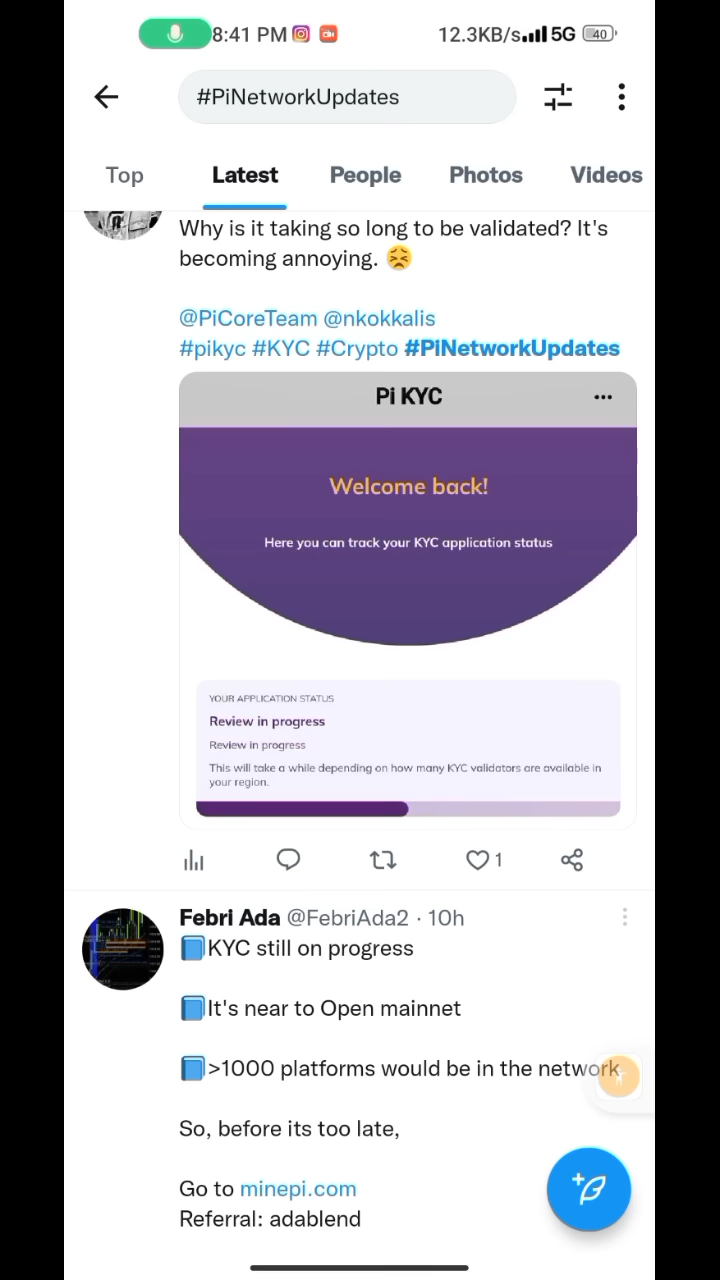 8:41 PM
12.3KB/s 5G 40
#PiNetworkUpdates
Top Latest People Photos Videos
Why is it taking so long to be validated? It's
becoming annoying. 😣
@PiCoreTeam @nkokkalis
#pikyc #KYC #Crypto #PiNetworkUpdates
Pi KYC
Welcome back!
Here you can track your KYC application status
YOUR APPLICATION STATUS
Review in progress
Review in progress
This will take a while depending on how many KYC validators are available in
your region.
1
Febri Ada @FebriAda2 · 10h
📘KYC still on progress
📘It's near to Open mainnet
📘>1000 platforms would be in the network
So, before its too late,
Go to minepi.com
Referral: adablend